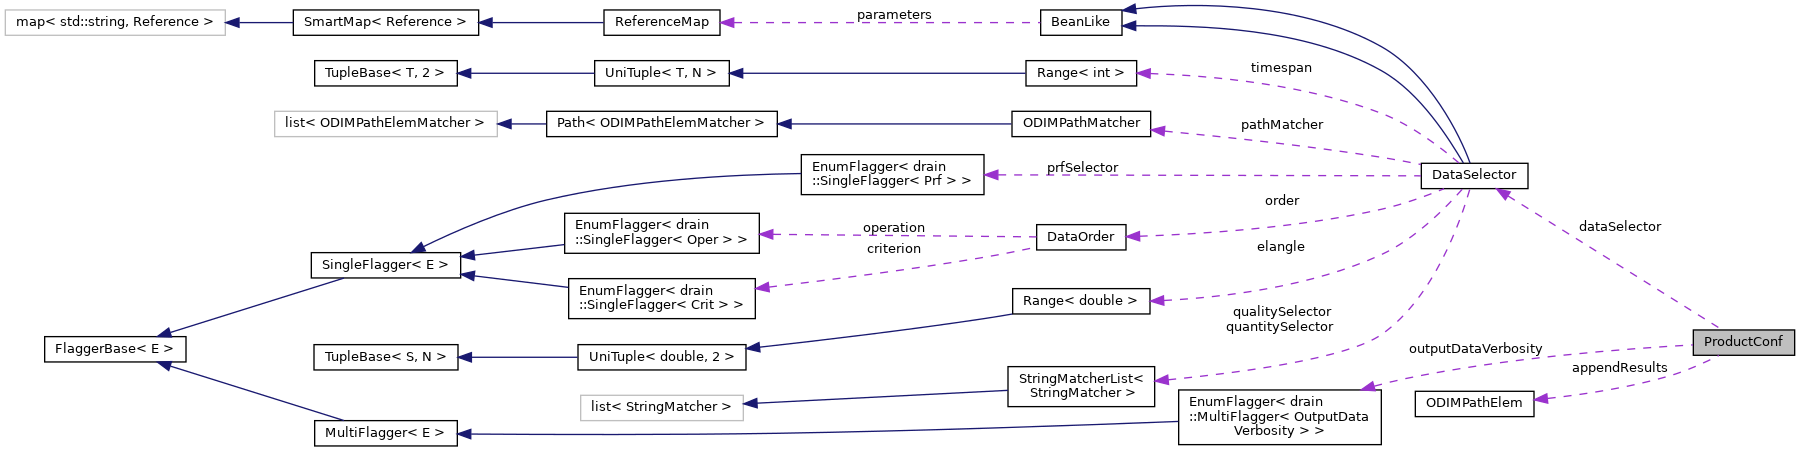 map< std::string, Reference >
SmartMap< Reference >
ReferenceMap
parameters
BeanLike
TupleBase< T, 2 >
UniTuple< T, N >
Range< int >
timespan
list< ODIMPathElemMatcher >
Path< ODIMPathElemMatcher >
ODIMPathMatcher
pathMatcher
EnumFlagger< drain
::SingleFlagger< Prf > >
prfSelector
DataSelector
order
EnumFlagger< drain
::SingleFlagger< Oper > >
operation
criterion
DataOrder
elangle
dataSelector
SingleFlagger< E >
EnumFlagger< drain
::SingleFlagger< Crit > >
Range< double >
qualitySelector
quantitySelector
ProductConf
FlaggerBase< E >
TupleBase< S, N >
UniTuple< double, 2 >
outputDataVerbosity
appendResults
StringMatcherList<
StringMatcher >
list< StringMatcher >
EnumFlagger< drain
::MultiFlagger< OutputData
Verbosity > >
ODIMPathElem
MultiFlagger< E >